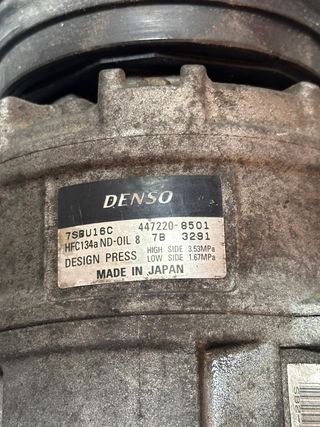 DENSO
7SBU16C 447220-8501
HFC134a ND-OIL 8 7B 3291
DESIGN PRESS HIGH SIDE 3.53MPa
LOW SIDE 1.67MPa
MADE IN JAPAN